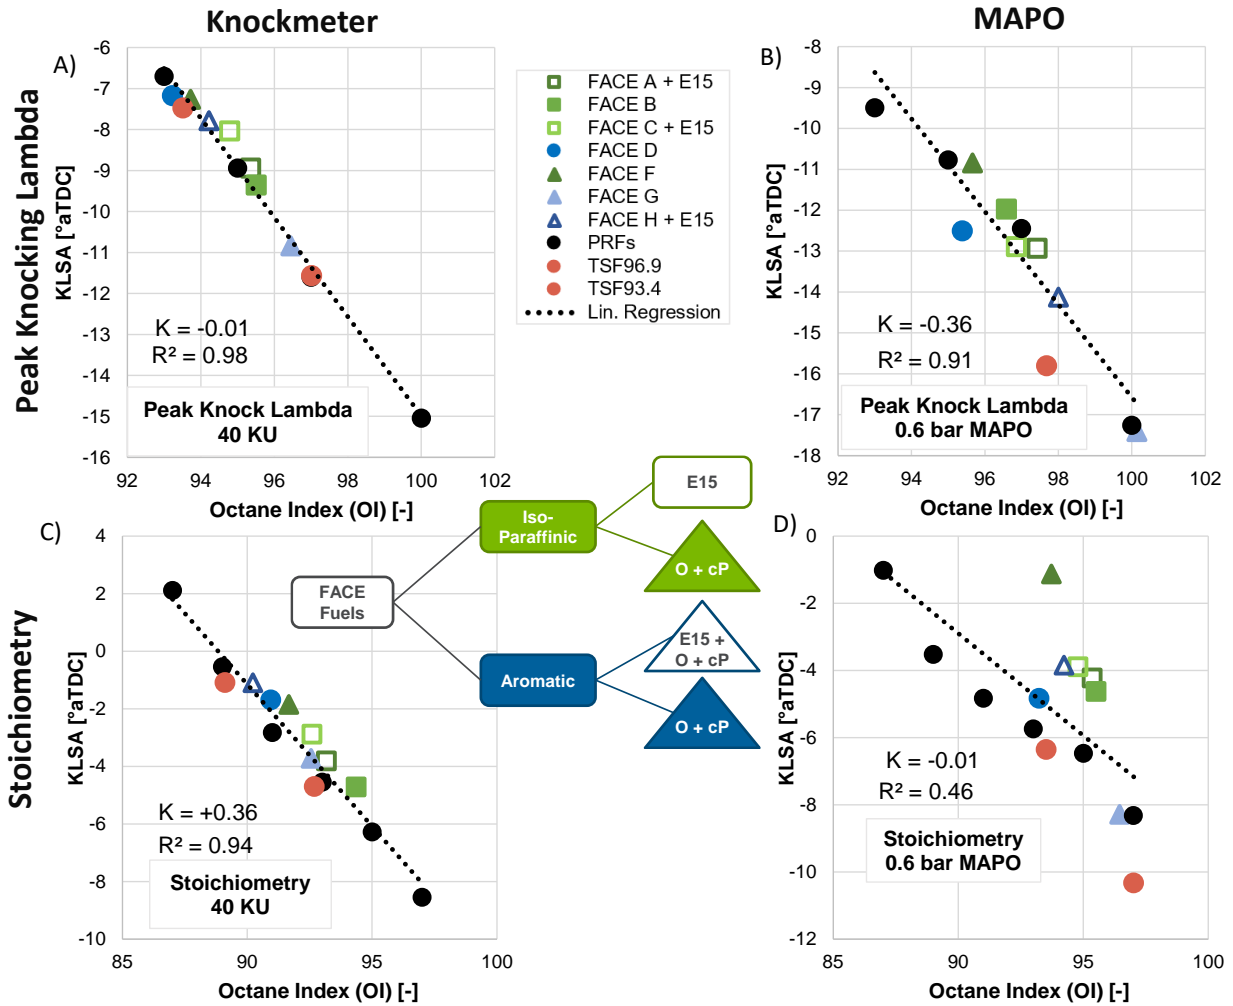 Knockmeter
MAPO
Peak Knocking Lambda
A)
KLSA [°aTDC]
-6
-7
-8
-9
-10
-11
-12
-13
-14
-15
-16
K = -0.01
R² = 0.98
Peak Knock Lambda
40 KU
92
94
96
98
100
102
Octane Index (OI) [-]
FACE A + E15
FACE B
FACE C + E15
FACE D
FACE F
FACE G
FACE H + E15
PRFs
TSF96.9
TSF93.4
Lin. Regression
B)
KLSA [°aTDC]
-8
-9
-10
-11
-12
-13
-14
-15
-16
-17
-18
K = -0.36
R² = 0.91
Peak Knock Lambda
0.6 bar MAPO
92
94
96
98
100
102
Octane Index (OI) [-]
FACE
Fuels
Iso-
Paraffinic
Aromatic
E15
O + cP
E15 +
O + cP
O + cP
Stoichiometry
C)
KLSA [°aTDC]
4
2
0
-2
-4
-6
-8
-10
K = +0.36
R² = 0.94
Stoichiometry
40 KU
85
90
95
100
Octane Index (OI) [-]
D)
KLSA [°aTDC]
0
-2
-4
-6
-8
-10
-12
K = -0.01
R² = 0.46
Stoichiometry
0.6 bar MAPO
85
90
95
100
Octane Index (OI) [-]